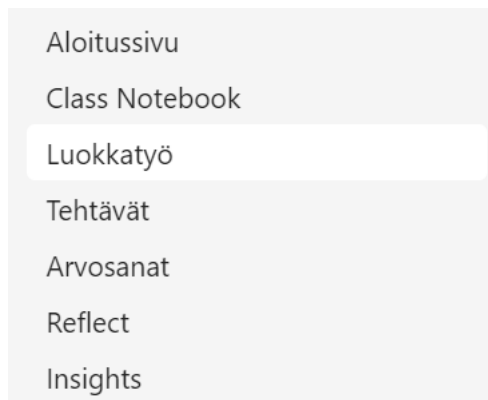 Aloitussivu
Class Notebook
Luokkatyö
Tehtävät
Arvosanat
Reflect
Insights